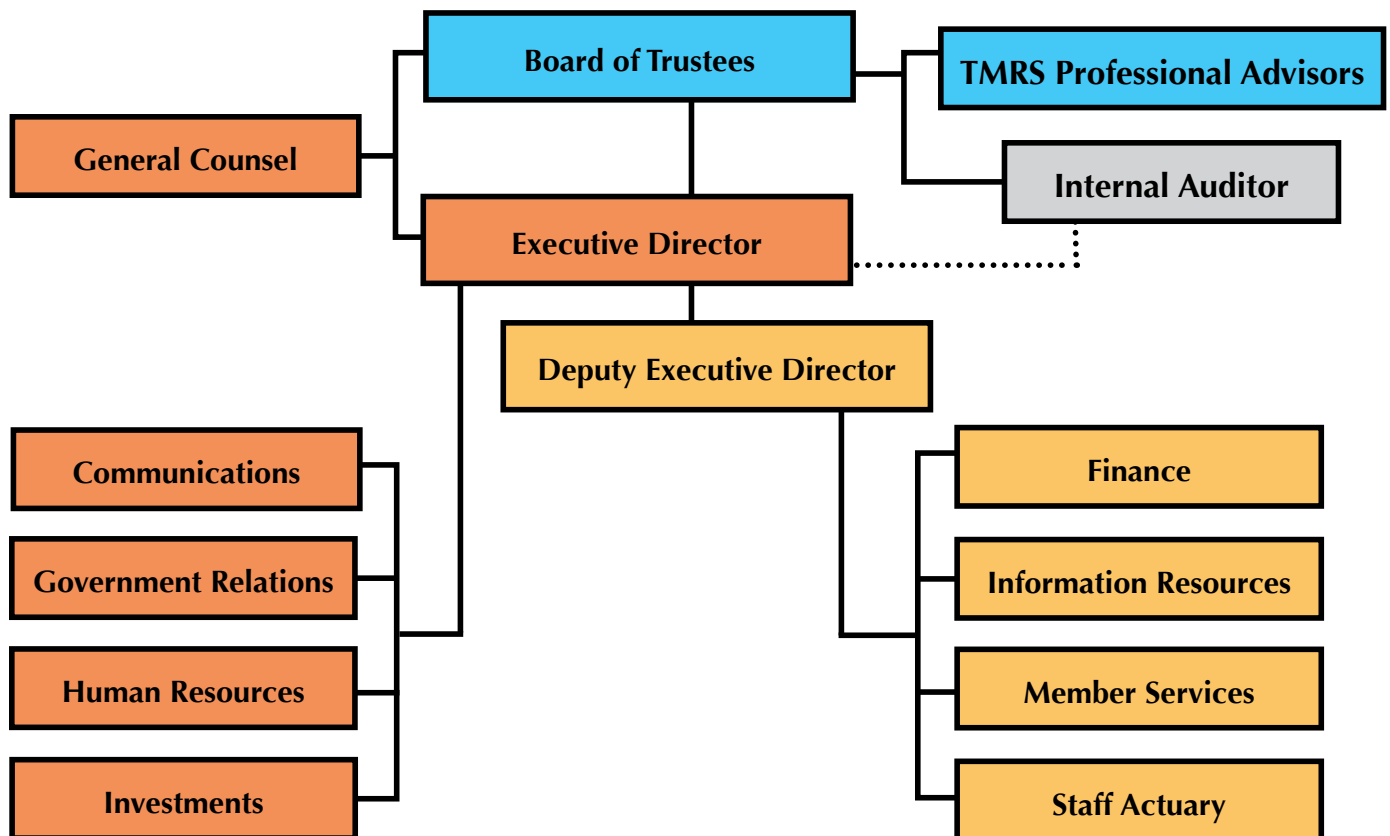 Board of Trustees
TMRS Professional Advisors
General Counsel
Internal Auditor
Executive Director
Deputy Executive Director
Communications
Government Relations
Human Resources
Investments
Finance
Information Resources
Member Services
Staff Actuary